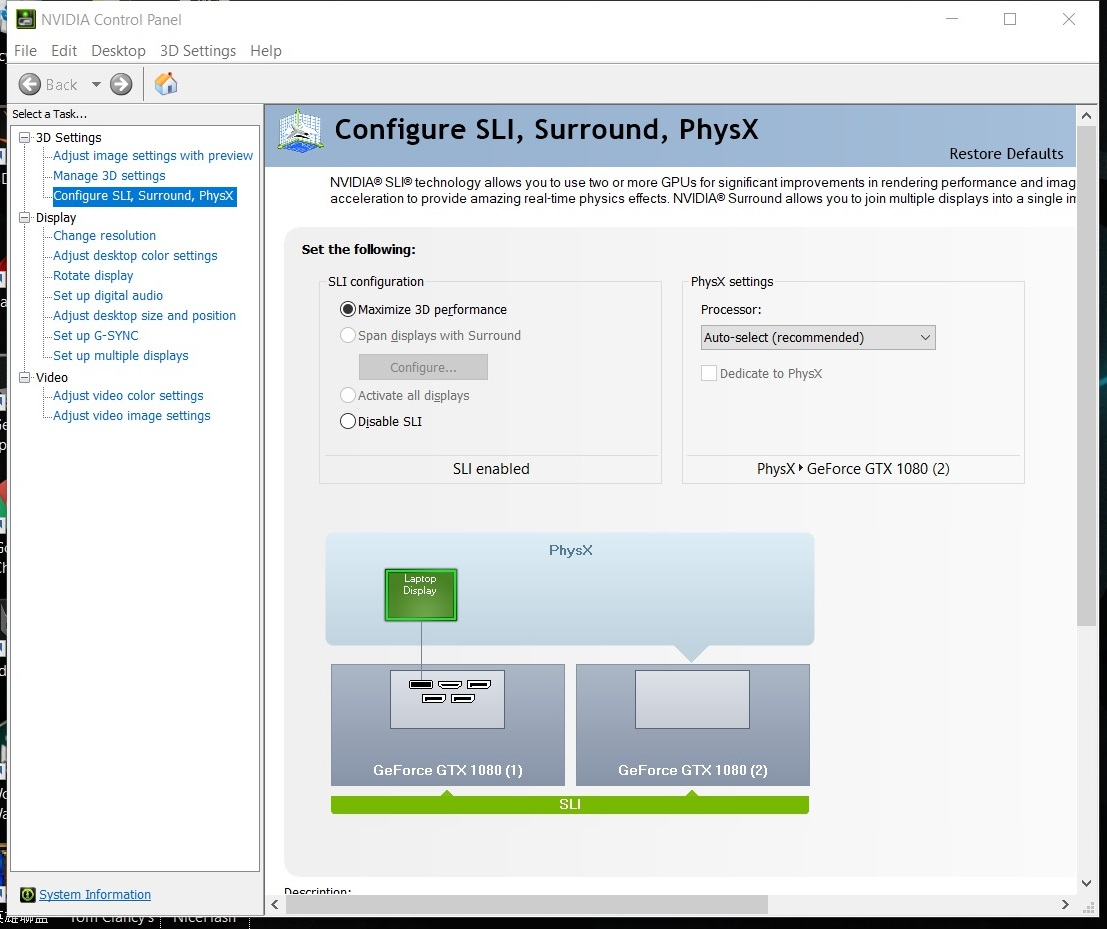 NVIDIA Control Panel
File Edit Desktop 3D Settings Help
Back
Select a Task...
3D Settings
Adjust image settings with preview
Manage 3D settings
Configure SLI, Surround, PhysX
Display
Change resolution
Adjust desktop color settings
Rotate display
Set up digital audio
Adjust desktop size and position
Set up G-SYNC
Set up multiple displays
Video
Adjust video color settings
Adjust video image settings
System Information
Configure SLI, Surround, PhysX
Restore Defaults
NVIDIA® SLI® technology allows you to use two or more GPUs for significant improvements in rendering performance and imag
acceleration to provide amazing real-time physics effects. NVIDIA® Surround allows you to join multiple displays into a single
Set the following:
SLI configuration
Maximize 3D performance
Span displays with Surround
Configure...
Activate all displays
Disable SLI
SLI enabled
PhysX settings
Processor:
Auto-select (recommended)
Dedicate to PhysX
PhysX GeForce GTX 1080 (2)
PhysX
Laptop
Display
GeForce GTX 1080 (1)
GeForce GTX 1080 (2)
SLI
Description:
Tom Clancy's NiceHash